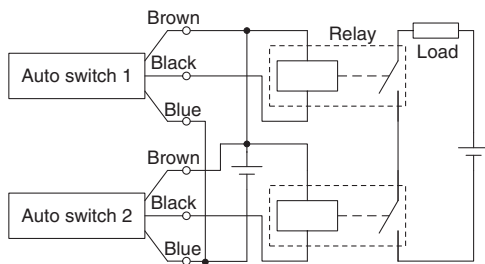 Brown
Relay
Load
Auto switch 1
Black
Blue
Brown
Auto switch 2
Black
Blue